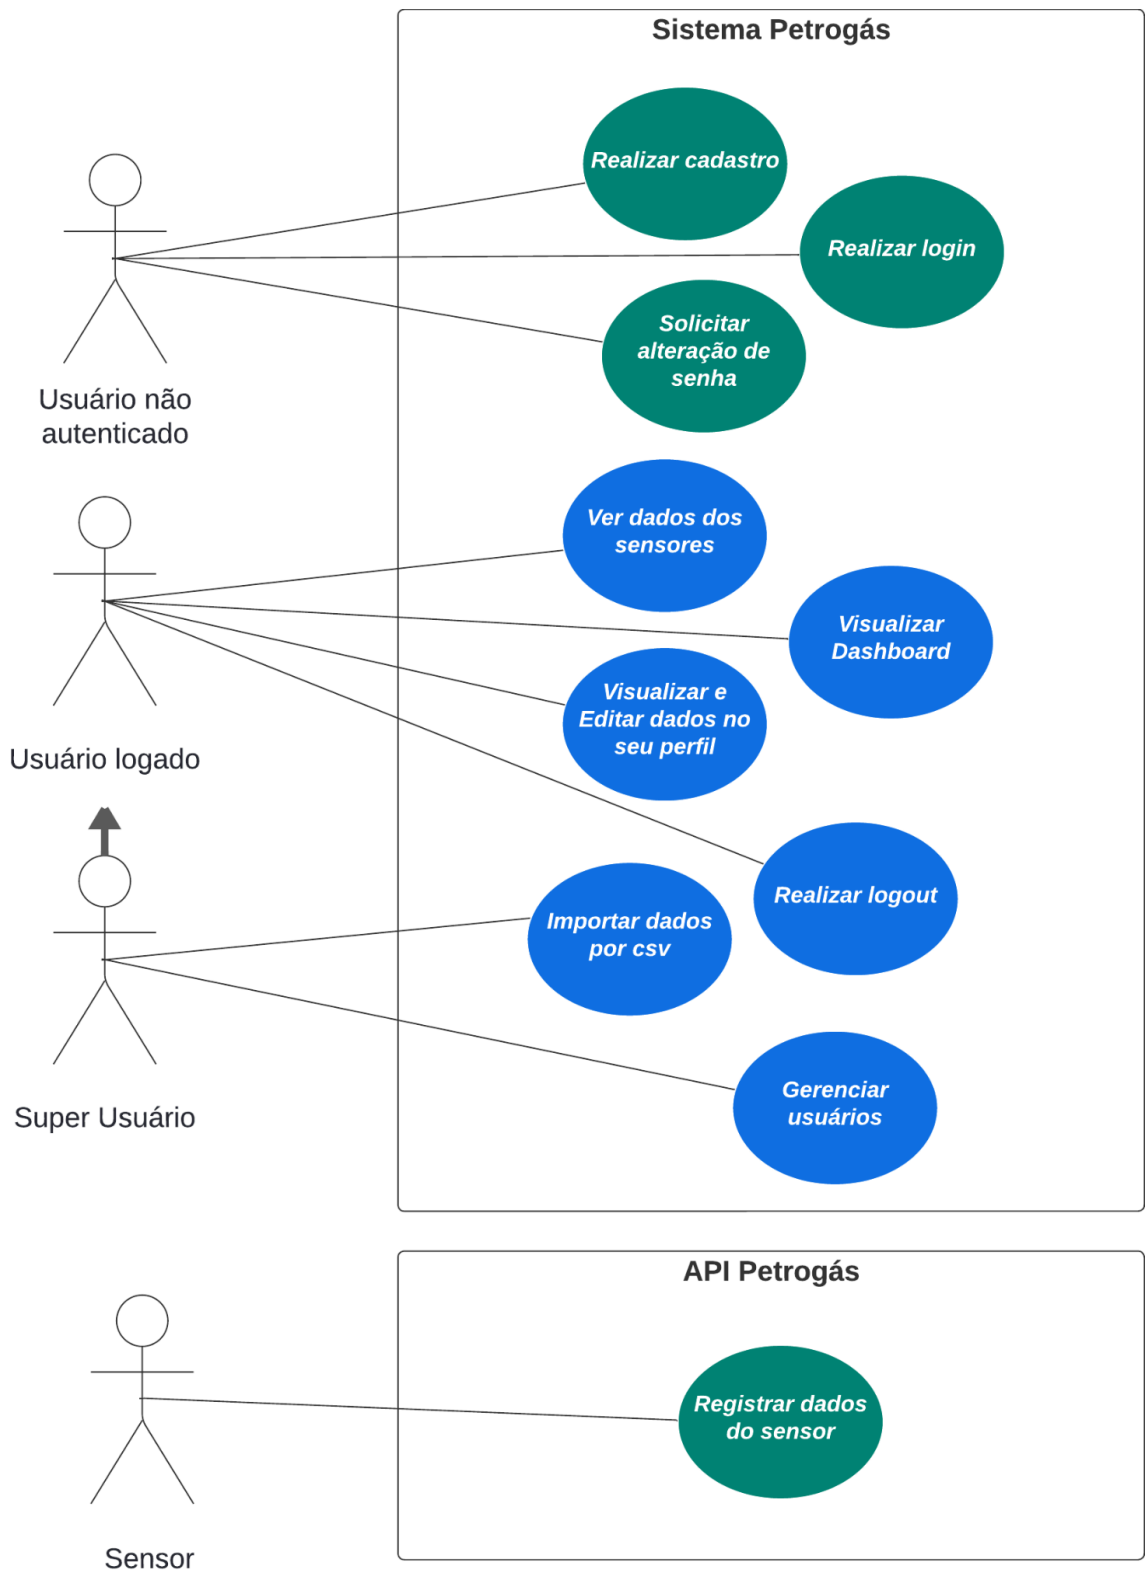 Sistema Petrogás
Realizar cadastro
Realizar login
Solicitar
alteração de
senha
Usuário não
autenticado
Ver dados dos
sensores
Visualizar
Dashboard
Visualizar e
Editar dados no
seu perfil
Usuário logado
Realizar logout
Importar dados
por csv
Gerenciar
usuários
Super Usuário
API Petrogás
Registrar dados
do sensor
Sensor